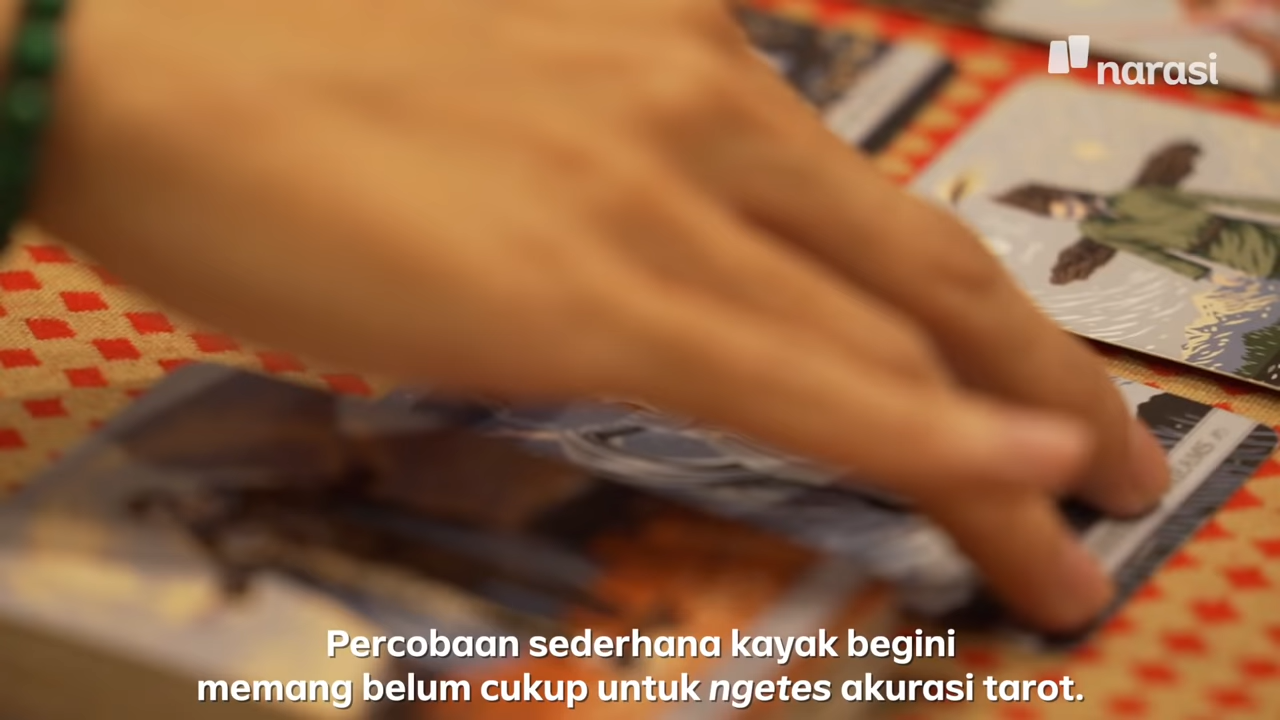 narasi
Percobaan sederhana kayak begini
memang belum cukup untuk ngetes akurasi tarot.